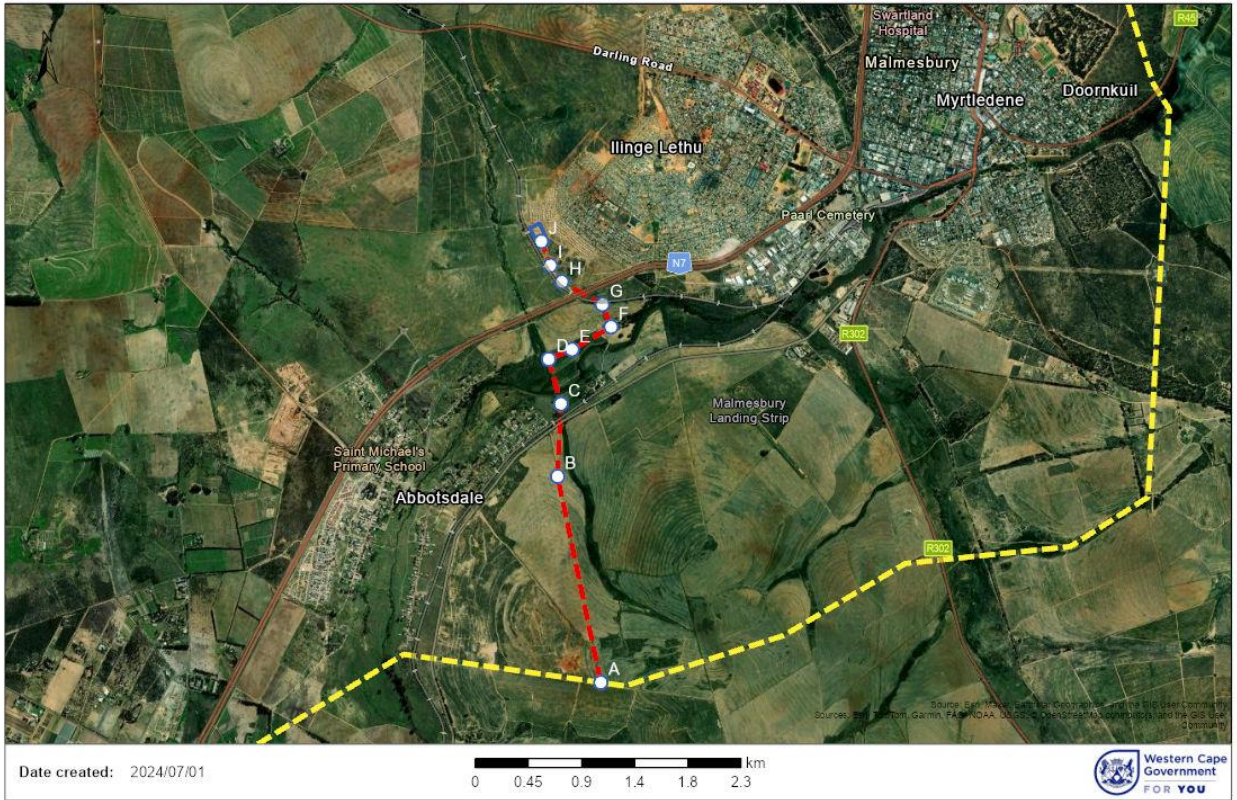 Swartland
Hospital
R45
Darling Road
Malmesbury
Myrtledene
Doornkuil
Ilinge Lethu
Paarl Cemetery
J
I
H
N7
G
F
E
D
R302
C
Malmesbury
Landing Strip
Saint Michael's
Primary School
B
Abbotsdale
R302
A
Community
Date created: 2024/07/01
km
0 0.45 0.9 1.4 1.8 2.3
Western Cape
Government
FOR YOU